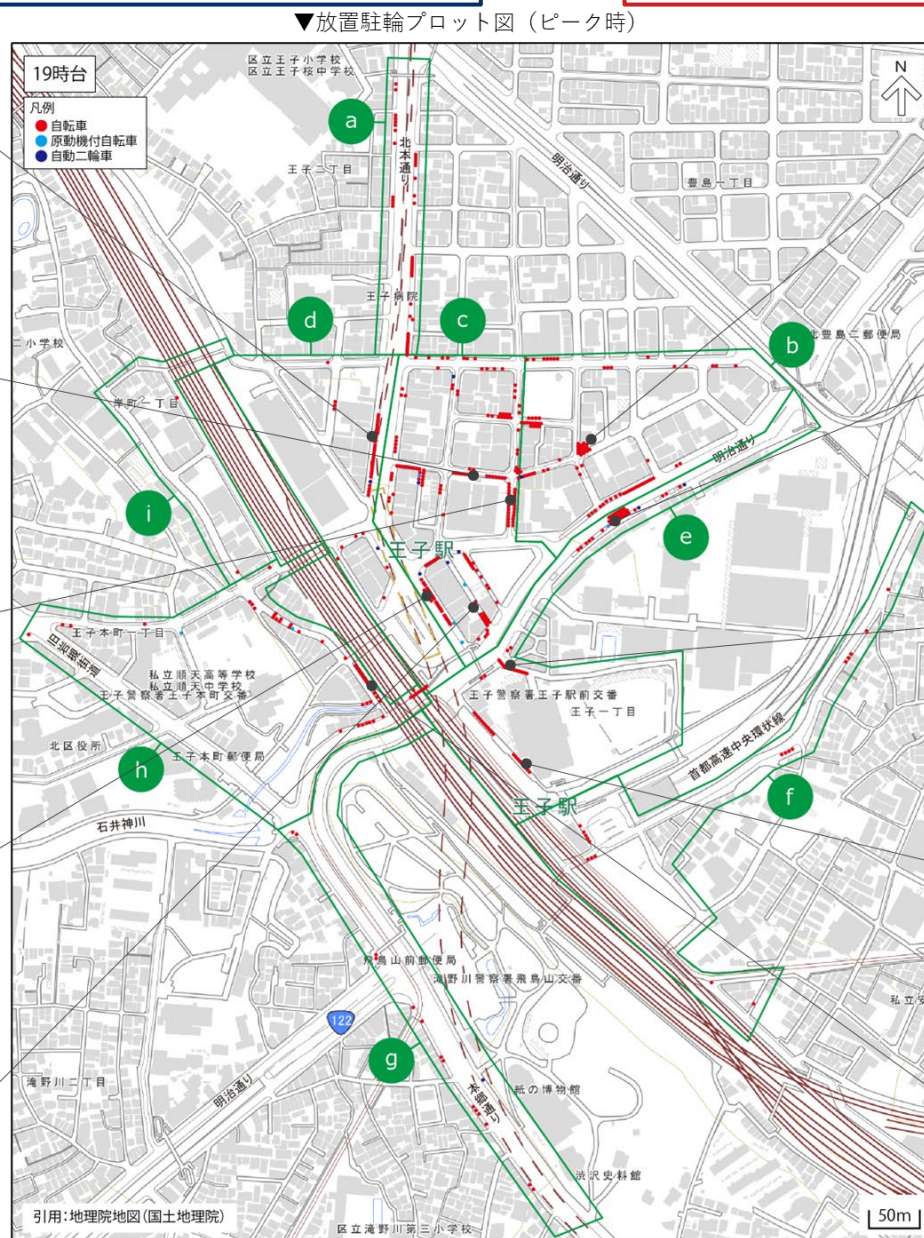 ▼放置駐輪プロット図（ピーク時）
19時台
凡例
自転車
原動機付自転車
自動二輪車
区立王子小学校
区立王子桜中学校
N
a
北本通り
王子二丁目
明治通り
豊島一丁目
王子病院
d
c
北豊島二郵便局
b
二小学校
岸町一丁目
明治通り
i
e
王子駅
王子本町一丁目
旧岩槻街道
私立順天高等学校
私立順天中学校
王子警察署王子本町交番
王子警察署王子駅前交番
王子一丁目
北区役所
王子本町郵便局
h
首都高速中央環状線
f
石井神川
王子駅
飛鳥山前郵便局
滝野川警察署飛鳥山交番
122
g
滝野川二丁目
明治通り
本郷通り
紙の博物館
渋沢史料館
引用：地理院地図（国土地理院）
区立滝野川第三小学校
50m